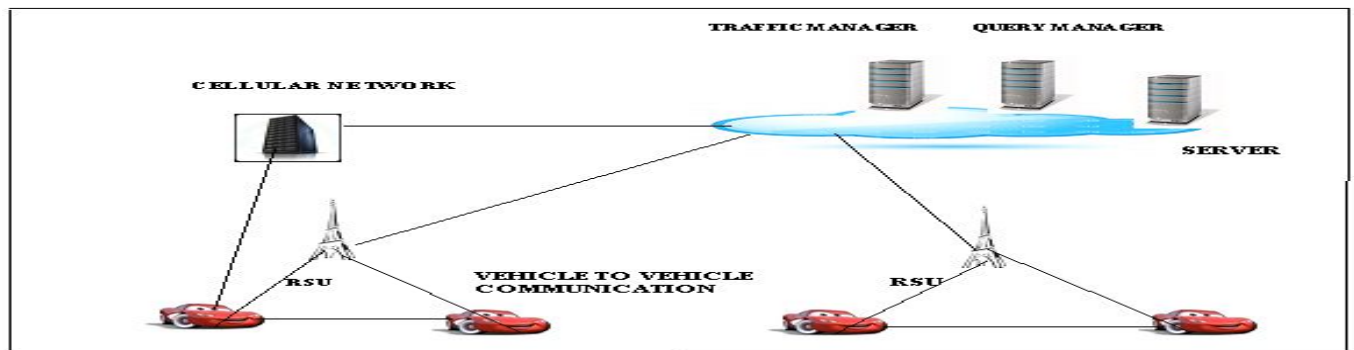 TRAFFIC MANAGER
QUERY MANAGER
CELLULAR NETWORK
SERVER
RSU
VEHICLE TO VEHICLE
COMMUNICATION
RSU